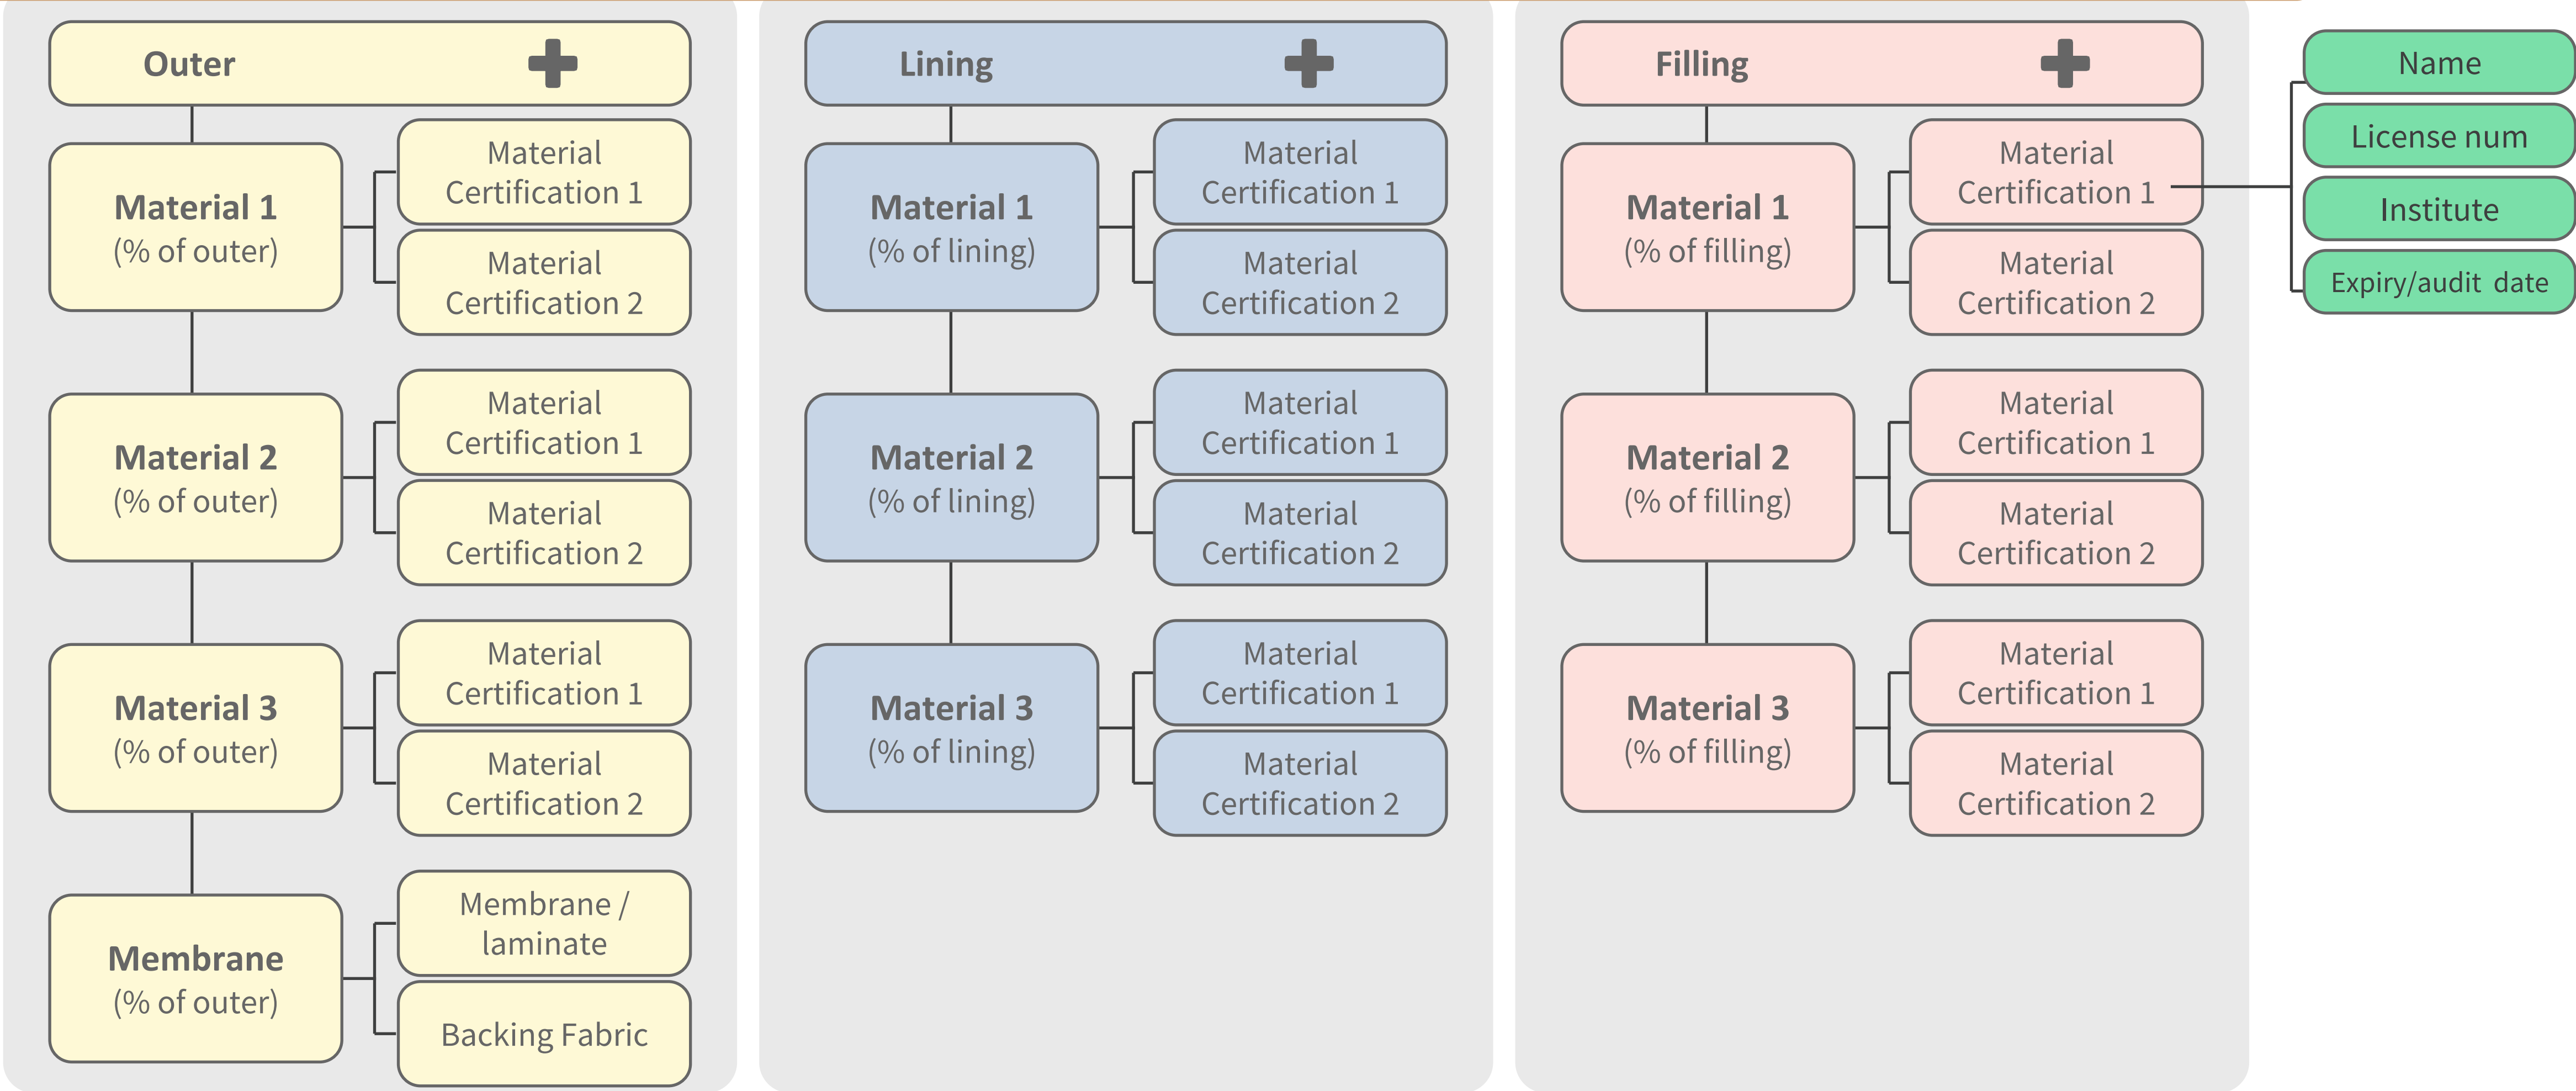 Outer
Material 1
(% of outer)
Material
Certification 1
Material
Certification 2
Material 2
(% of outer)
Material
Certification 1
Material
Certification 2
Material 3
(% of outer)
Material
Certification 1
Material
Certification 2
Membrane
(% of outer)
Membrane /
laminate
Backing Fabric
Lining
Material 1
(% of lining)
Material
Certification 1
Material
Certification 2
Material 2
(% of lining)
Material
Certification 1
Material
Certification 2
Material 3
(% of lining)
Material
Certification 1
Material
Certification 2
Filling
Material 1
(% of filling)
Material
Certification 1
Material
Certification 2
Material 2
(% of filling)
Material
Certification 1
Material
Certification 2
Material 3
(% of filling)
Material
Certification 1
Material
Certification 2
Name
License num
Institute
Expiry/audit date